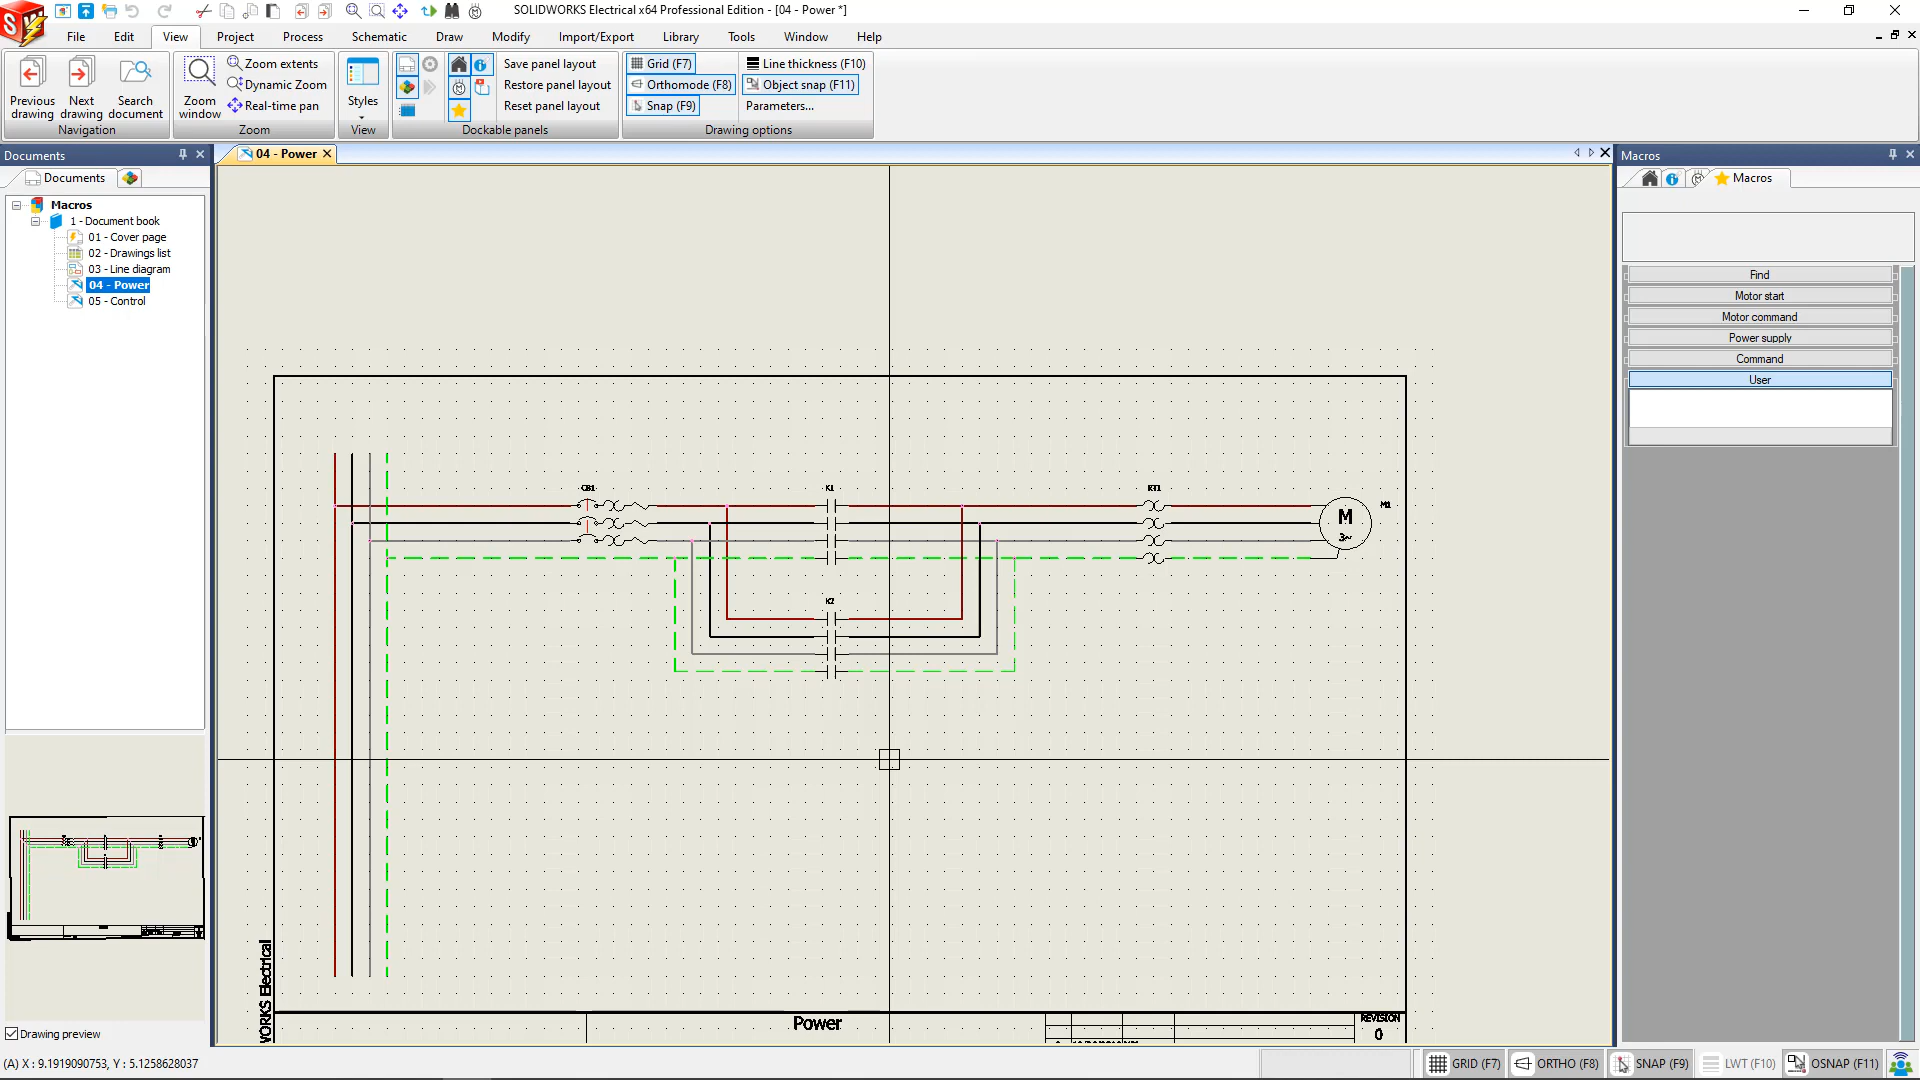 SOLIDWORKS Electrical x64 Professional Edition - [04 - Power *]
File Edit View Project Process Schematic Draw Modify Import/Export Library Tools Window Help
Previous drawing
Next drawing
Search document
Navigation
Zoom window
Zoom extents
Dynamic Zoom
Real-time pan
Zoom
Styles
View
Save panel layout
Restore panel layout
Reset panel layout
Dockable panels
Grid (F7)
Orthomode (F8)
Snap (F9)
Line thickness (F10)
Object snap (F11)
Parameters...
Drawing options
Documents
Documents
Macros
1 - Document book
01 - Cover page
02 - Drawings list
03 - Line diagram
04 - Power
05 - Control
Drawing preview
04 - Power
CB1
K1
RT1
M
3~
M1
K2
WORKS Electrical
Power
REVISION
0
Macros
Macros
Find
Motor start
Motor command
Power supply
Command
User
(A) X : 9.1919090753, Y : 5.1258628037
GRID (F7) ORTHO (F8) SNAP (F9) LWT (F10) OSNAP (F11)